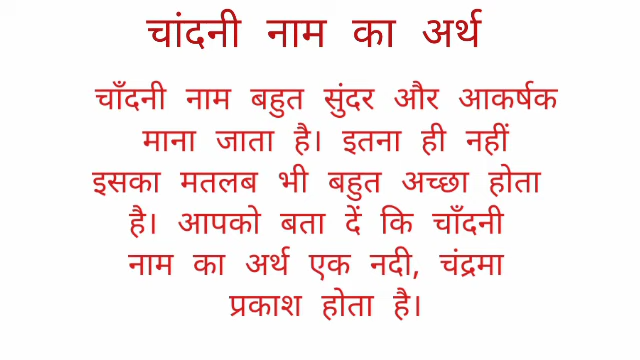 चांदनी नाम का अर्थ
चाँदनी नाम बहुत सुंदर और आकर्षक
माना जाता है। इतना ही नहीं
इसका मतलब भी बहुत अच्छा होता
है। आपको बता दें कि चाँदनी
नाम का अर्थ एक नदी, चंद्रमा
प्रकाश होता है।